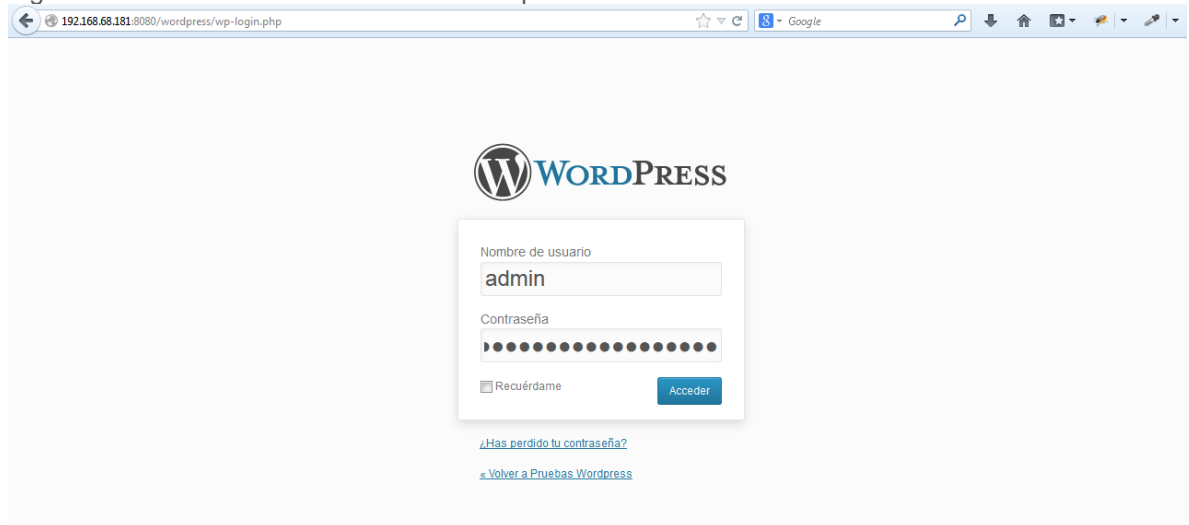 192.168.68.181:8080/wordpress/wp-login.php
8 Google
WORDPRESS
Nombre de usuario
admin
Contraseña
Recuérdame
Acceder
¿Has perdido tu contraseña?
« Volver a Pruebas Wordpress